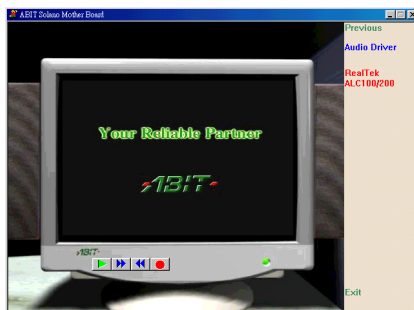 ABIT Solano Mother Board
Previous
Audio Driver
RealTek
ALC100/200
Your Reliable Partner
ABIT
ABIT
Exit